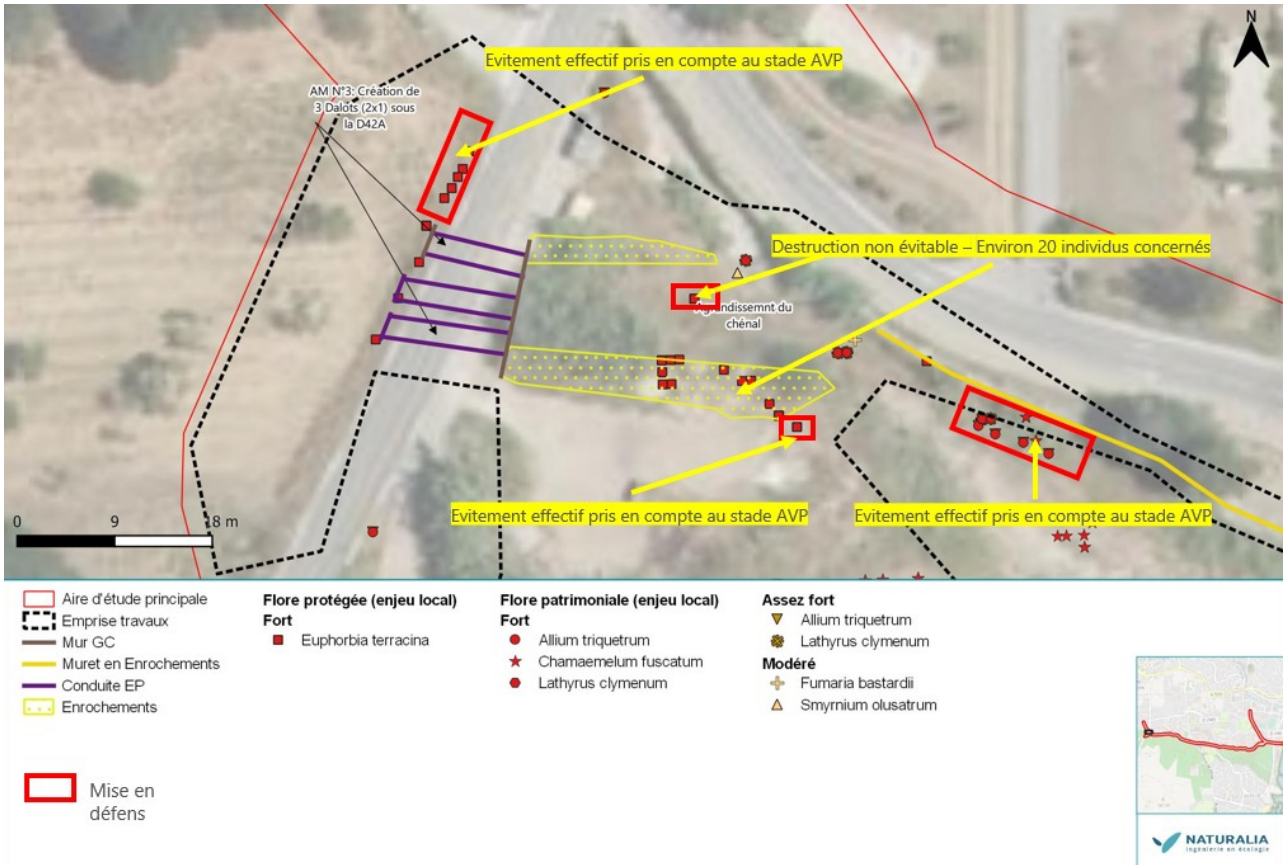 N
Evitement effectif pris en compte au stade AVP
AM N°3: Création de
3 Dalots (2x1) sous
la D42A
Destruction non évitable – Environ 20 individus concernés
Agrandissemnt du
chénal
Evitement effectif pris en compte au stade AVP
Evitement effectif pris en compte au stade AVP
0 9 18 m
Aire d'étude principale
Emprise travaux
Mur GC
Muret en Enrochements
Conduite EP
Enrochements
Mise en
défens
Flore protégée (enjeu local)
Fort
Euphorbia terracina
Flore patrimoniale (enjeu local)
Fort
Allium triquetrum
Chamaemelum fuscatum
Lathyrus clymenum
Assez fort
Allium triquetrum
Lathyrus clymenum
Modéré
Fumaria bastardii
Smyrnium olusatrum
NATURALIA
ingénierie en écologie